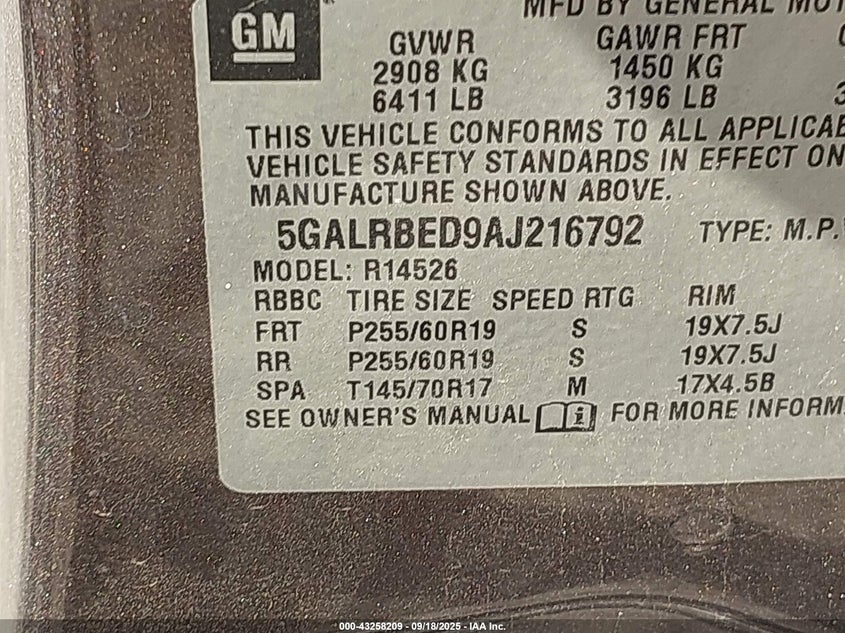 GM
MFD BY GENERAL
GVWR GAWR FRT
2908 KG 1450 KG
6411 LB 3196 LB
THIS VEHICLE CONFORMS TO ALL
VEHICLE SAFETY STANDARDS IN EFFECT ON
MANUFACTURE SHOWN ABOVE.
5GALRBED9AJ216792 TYPE: M.P.
MODEL: R14526
RBBC TIRE SIZE SPEED RTG RIM
FRT P255/60R19 S 19X7.5J
RR P255/60R19 S 19X7.5J
SPA T145/70R17 M 17X4.5B
SEE OWNER'S MANUAL FOR MORE
000-43258209 - 09/18/2025 - IAA Inc.